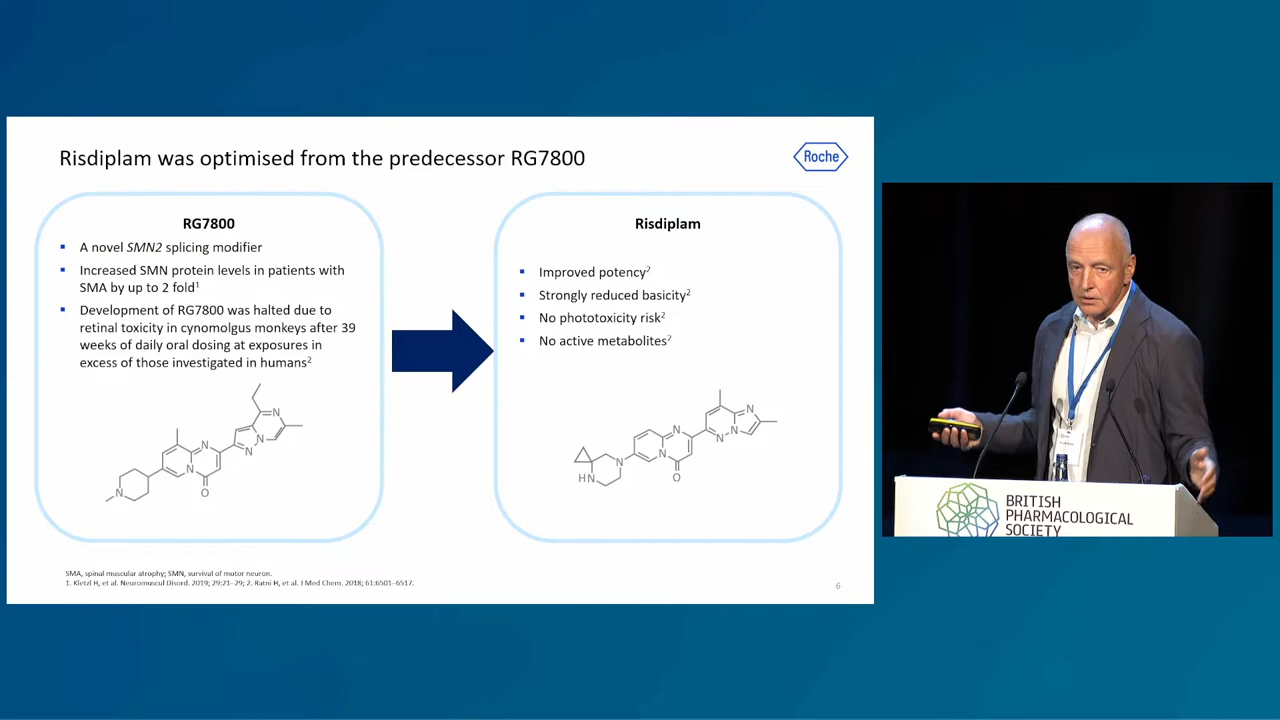 Risdiplam was optimised from the predecessor RG7800
Roche
RG7800
▪ A novel SMN2 splicing modifier
▪ Increased SMN protein levels in patients with
SMA by up to 2 fold¹
▪ Development of RG7800 was halted due to
retinal toxicity in cynomolgus monkeys after 39
weeks of daily oral dosing at exposures in
excess of those investigated in humans²
N
N
N
N
N
N
O
Risdiplam
▪ Improved potency²
▪ Strongly reduced basicity²
▪ No phototoxicity risk²
▪ No active metabolites²
N
N
N
N
N
N
HN
O
SMA, spinal muscular atrophy; SMN, survival of motor neuron.
1. Kletzl H, et al. Neuromuscul Disord. 2019; 29:21–29; 2. Ratni H, et al. J Med Chem. 2018; 61:6501–6517.
6
BRITISH
PHARMACOLOGICAL
SOCIETY